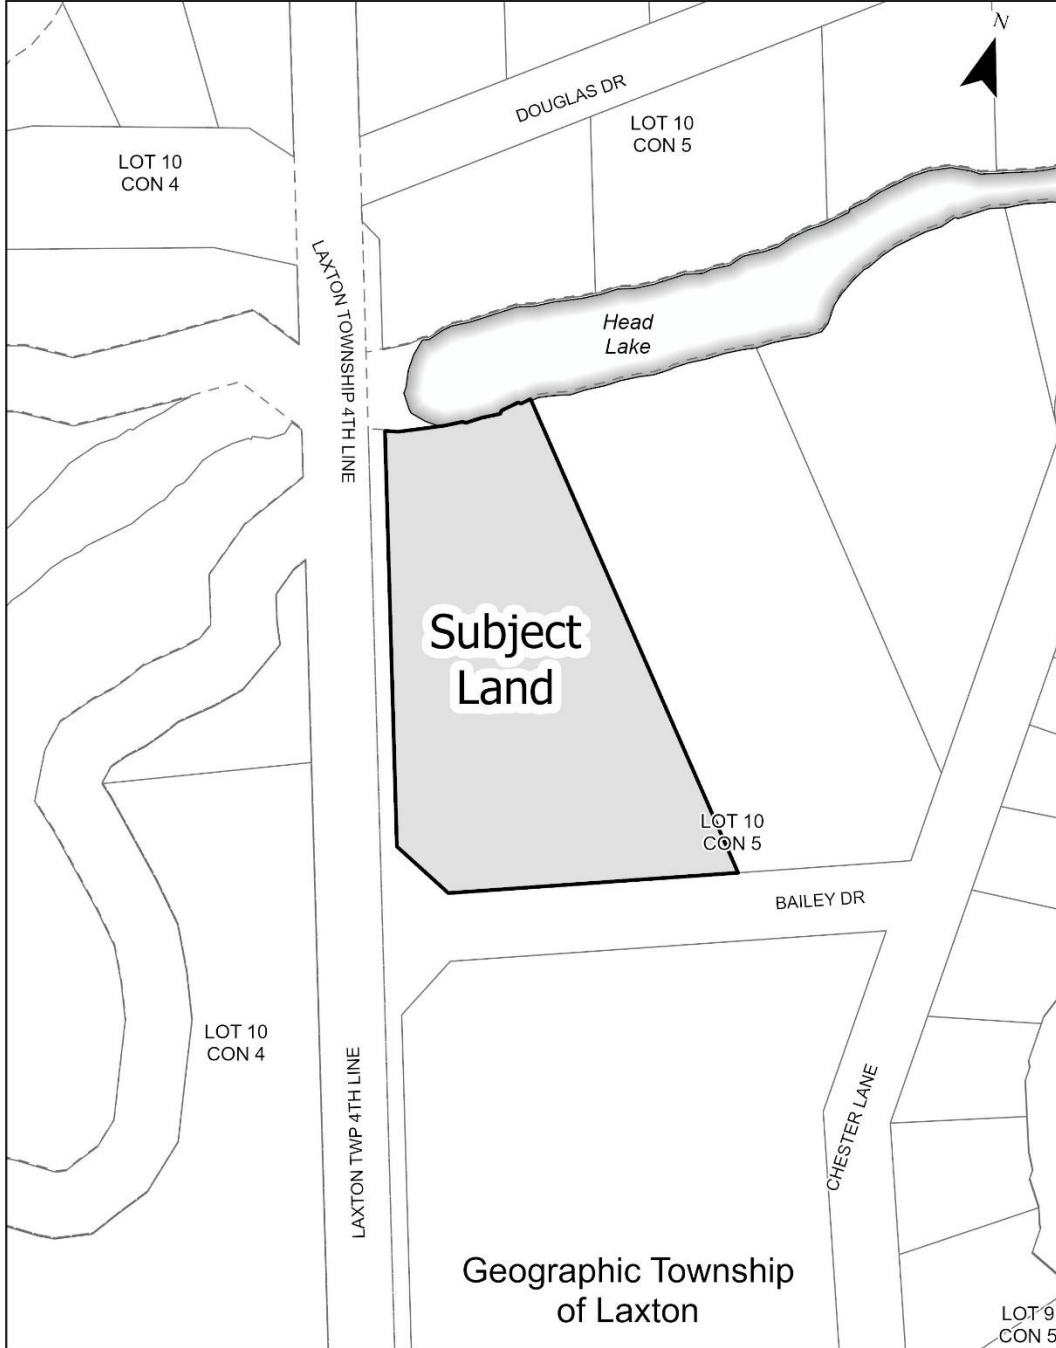 N
DOUGLAS DR
LOT 10
CON 5
LOT 10
CON 4
LAXTON TOWNSHIP 4TH LINE
Head
Lake
Subject
Land
LOT 10
CON 5
BAILEY DR
LOT 10
CON 4
LAXTON TWP 4TH LINE
CHESTER LANE
Geographic Township
of Laxton
LOT 9
CON 5